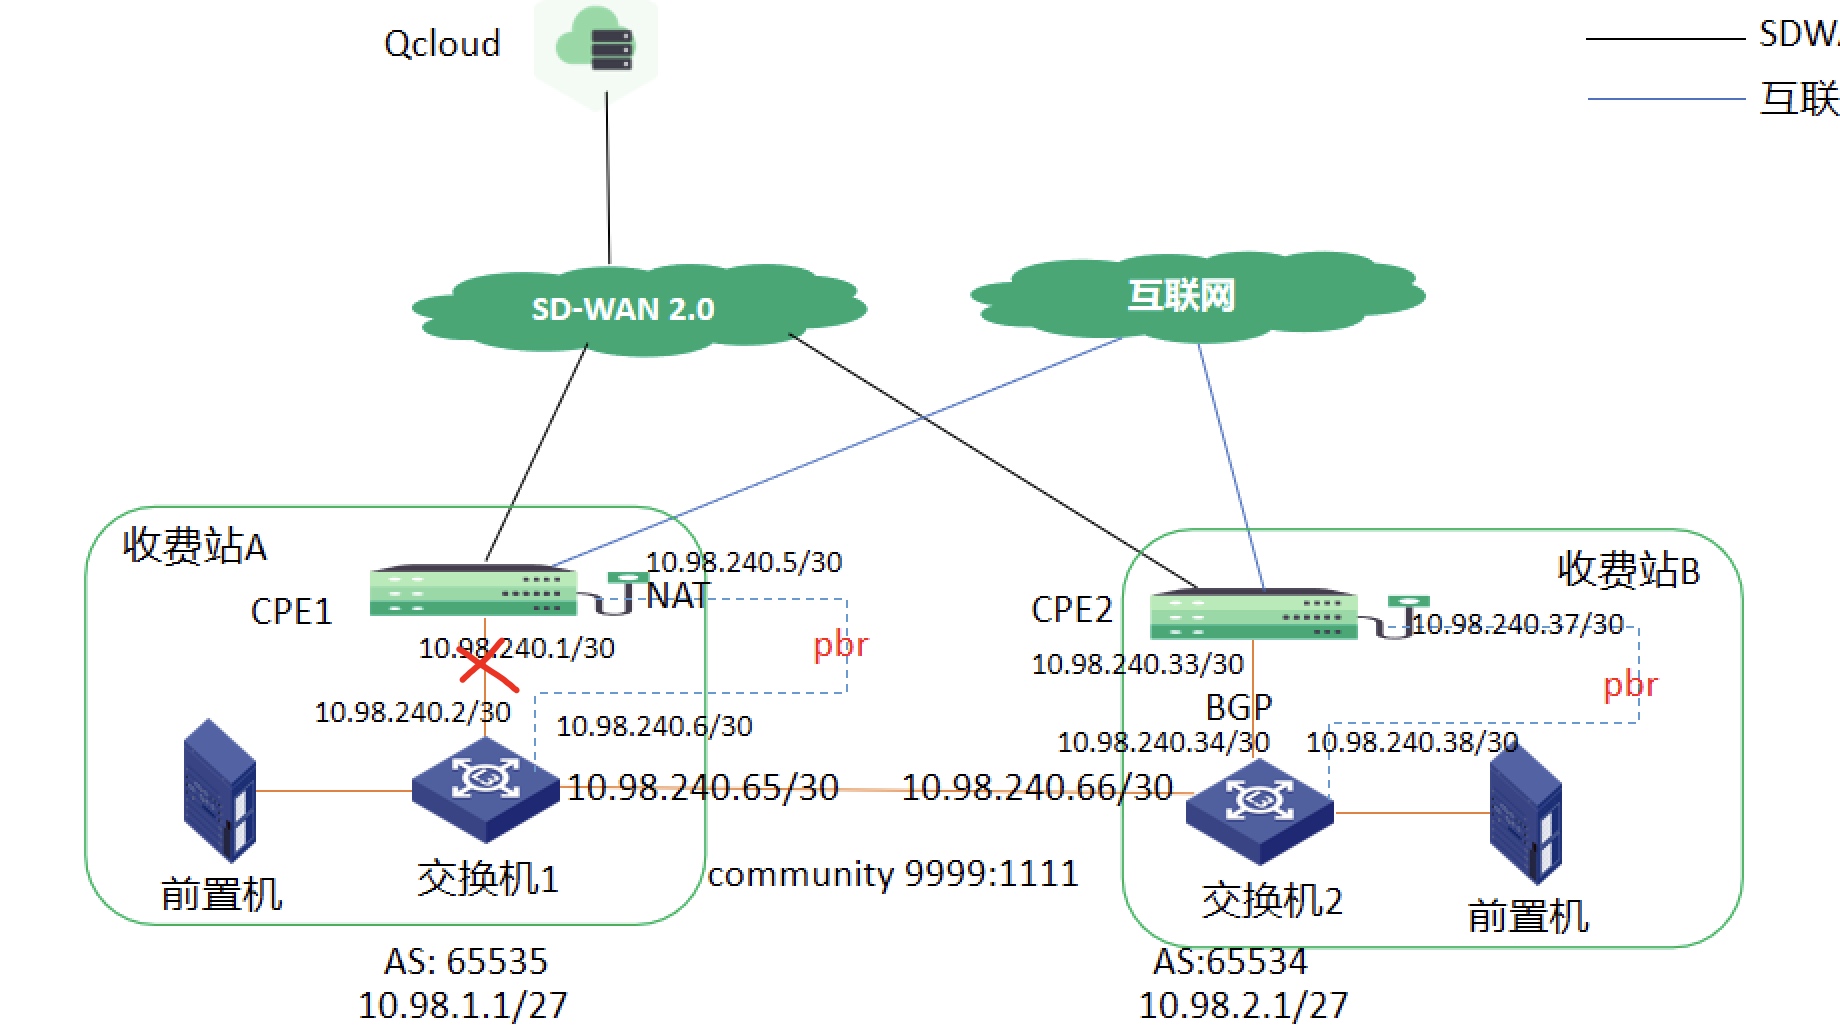 Qcloud
SDWA
互联
SD-WAN 2.0
互联网
收费站A
10.98.240.5/30
NAT
CPE1
10.98.240.1/30
pbr
10.98.240.2/30
10.98.240.6/30
收费站B
CPE2
10.98.240.37/30
10.98.240.33/30
pbr
BGP
10.98.240.34/30
10.98.240.38/30
10.98.240.65/30
10.98.240.66/30
前置机
交换机1
community 9999:1111
交换机2
前置机
AS: 65535
10.98.1.1/27
AS:65534
10.98.2.1/27